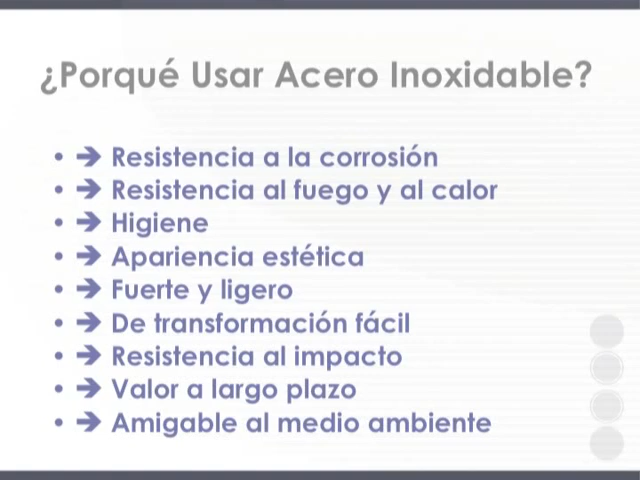 ¿Porqué Usar Acero Inoxidable?
• ➔ Resistencia a la corrosión
• ➔ Resistencia al fuego y al calor
• ➔ Higiene
• ➔ Apariencia estética
• ➔ Fuerte y ligero
• ➔ De transformación fácil
• ➔ Resistencia al impacto
• ➔ Valor a largo plazo
• ➔ Amigable al medio ambiente